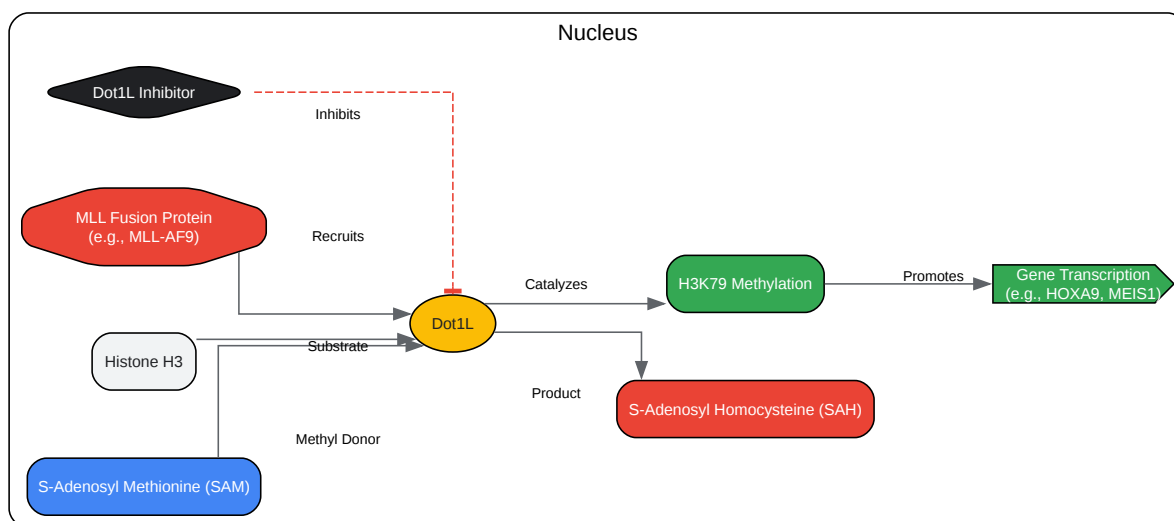 Nucleus
Dot1L Inhibitor
Inhibits
MLL Fusion Protein
(e.g., MLL-AF9)
Recruits
Catalyzes
H3K79 Methylation
Promotes
Gene Transcription
(e.g., HOXA9, MEIS1)
Dot1L
Histone H3
Substrate
Product
S-Adenosyl Homocysteine (SAH)
Methyl Donor
S-Adenosyl Methionine (SAM)